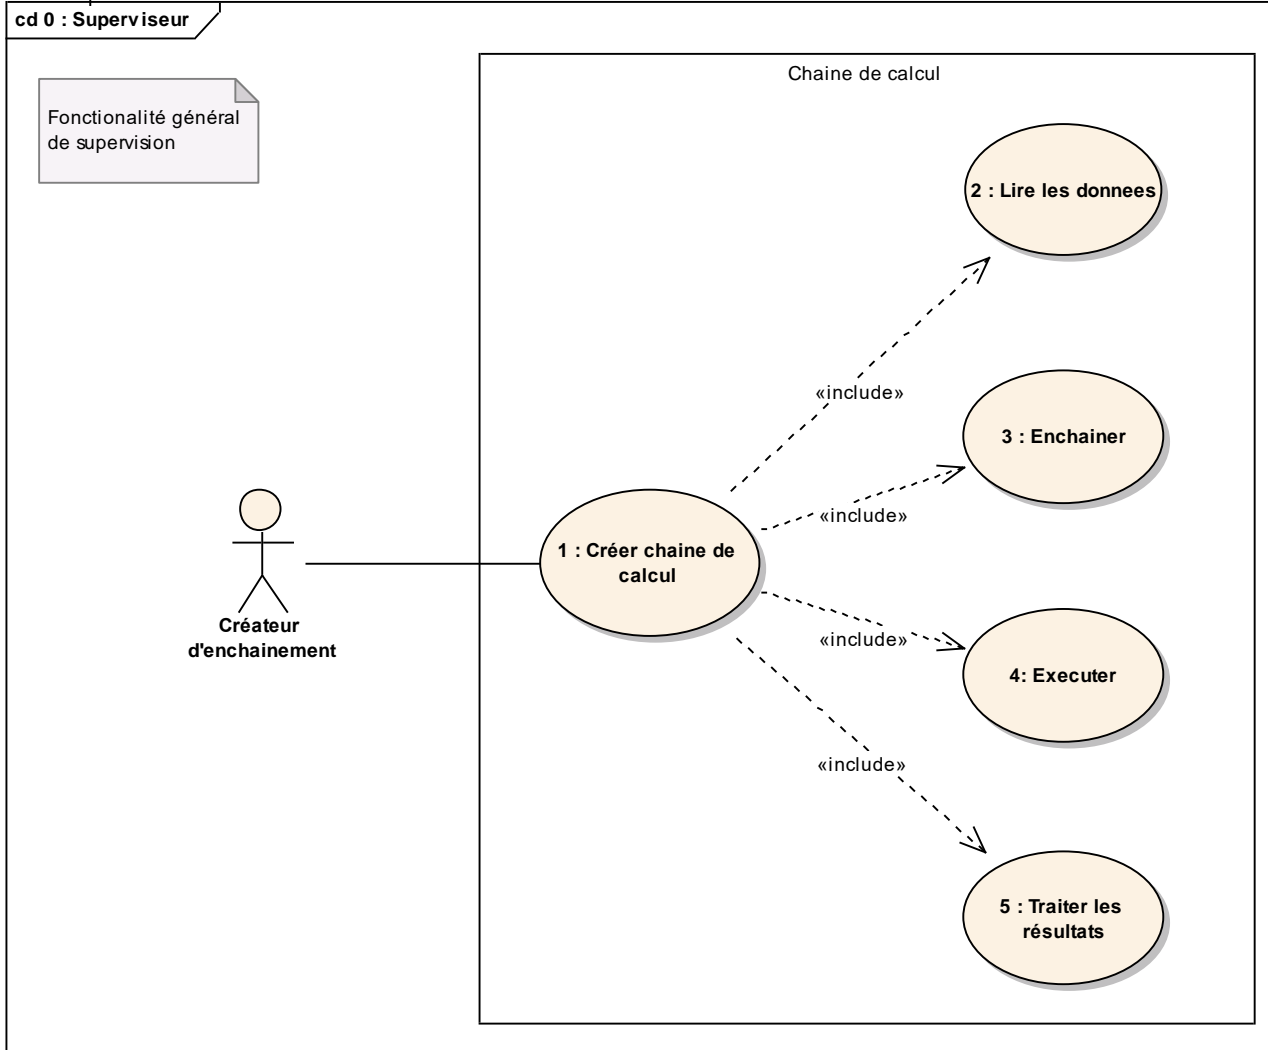 cd 0 : Superviseur
Fonctionalité général
de supervision
Chaine de calcul
2 : Lire les donnees
«include»
3 : Enchainer
«include»
1 : Créer chaine de
calcul
Créateur
d'enchainement
«include»
4: Executer
«include»
5 : Traiter les
résultats